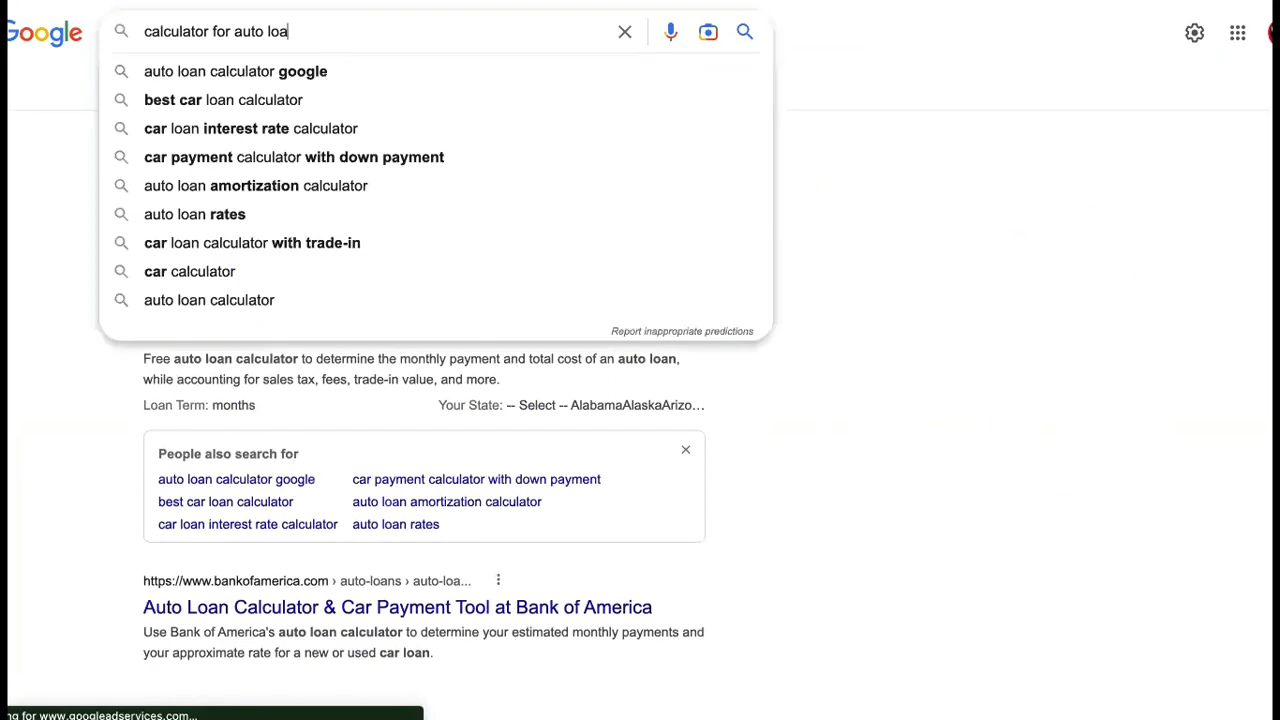 Google
calculator for auto loa
auto loan calculator google
best car loan calculator
car loan interest rate calculator
car payment calculator with down payment
auto loan amortization calculator
auto loan rates
car loan calculator with trade-in
car calculator
auto loan calculator
Report inappropriate predictions
Free auto loan calculator to determine the monthly payment and total cost of an auto loan,
while accounting for sales tax, fees, trade-in value, and more.
Loan Term: months Your State: -- Select -- AlabamaAlaskaArizo...
People also search for
auto loan calculator google car payment calculator with down payment
best car loan calculator auto loan amortization calculator
car loan interest rate calculator auto loan rates
https://www.bankofamerica.com › auto-loans › auto-loa...
Auto Loan Calculator & Car Payment Tool at Bank of America
Use Bank of America's auto loan calculator to determine your estimated monthly payments and
your approximate rate for a new or used car loan.
ng for www.googleadservices.com...